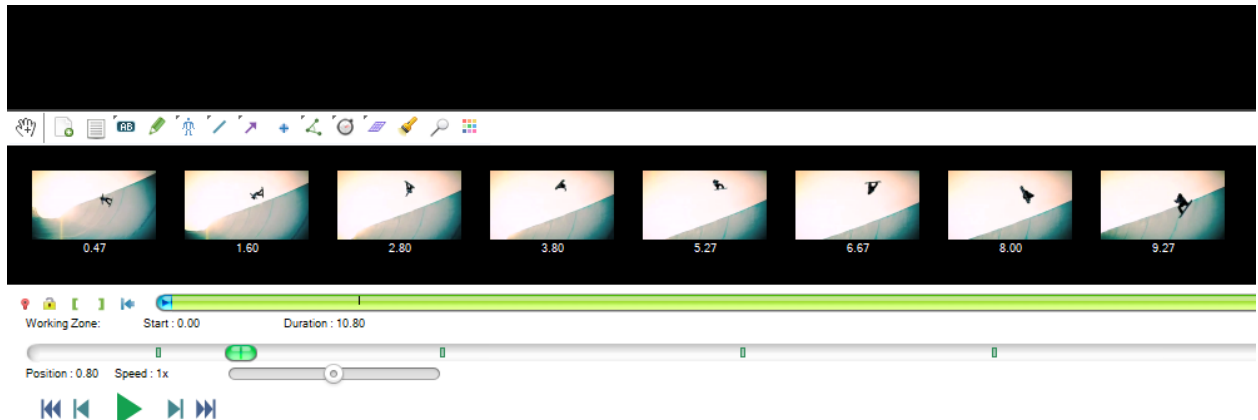 AB
0.47 1.60 2.80 3.80 5.27 6.67 8.00 9.27
Working Zone: Start : 0.00 Duration : 10.80
Position : 0.80 Speed : 1x